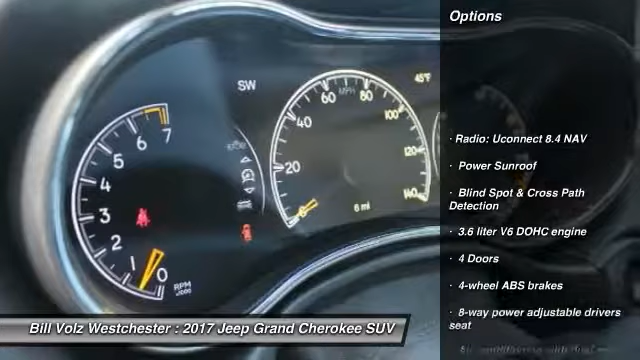 Options
SW
45°F
MPH
0
20
40
60
80
100
120
140
6 mi
0
1
2
3
4
5
6
7
RPM
x1000
· Radio: Uconnect 8.4 NAV
· Power Sunroof
· Blind Spot & Cross Path
Detection
· 3.6 liter V6 DOHC engine
· 4 Doors
· 4-wheel ABS brakes
· 8-way power adjustable drivers
seat
Bill Volz Westchester : 2017 Jeep Grand Cherokee SUV